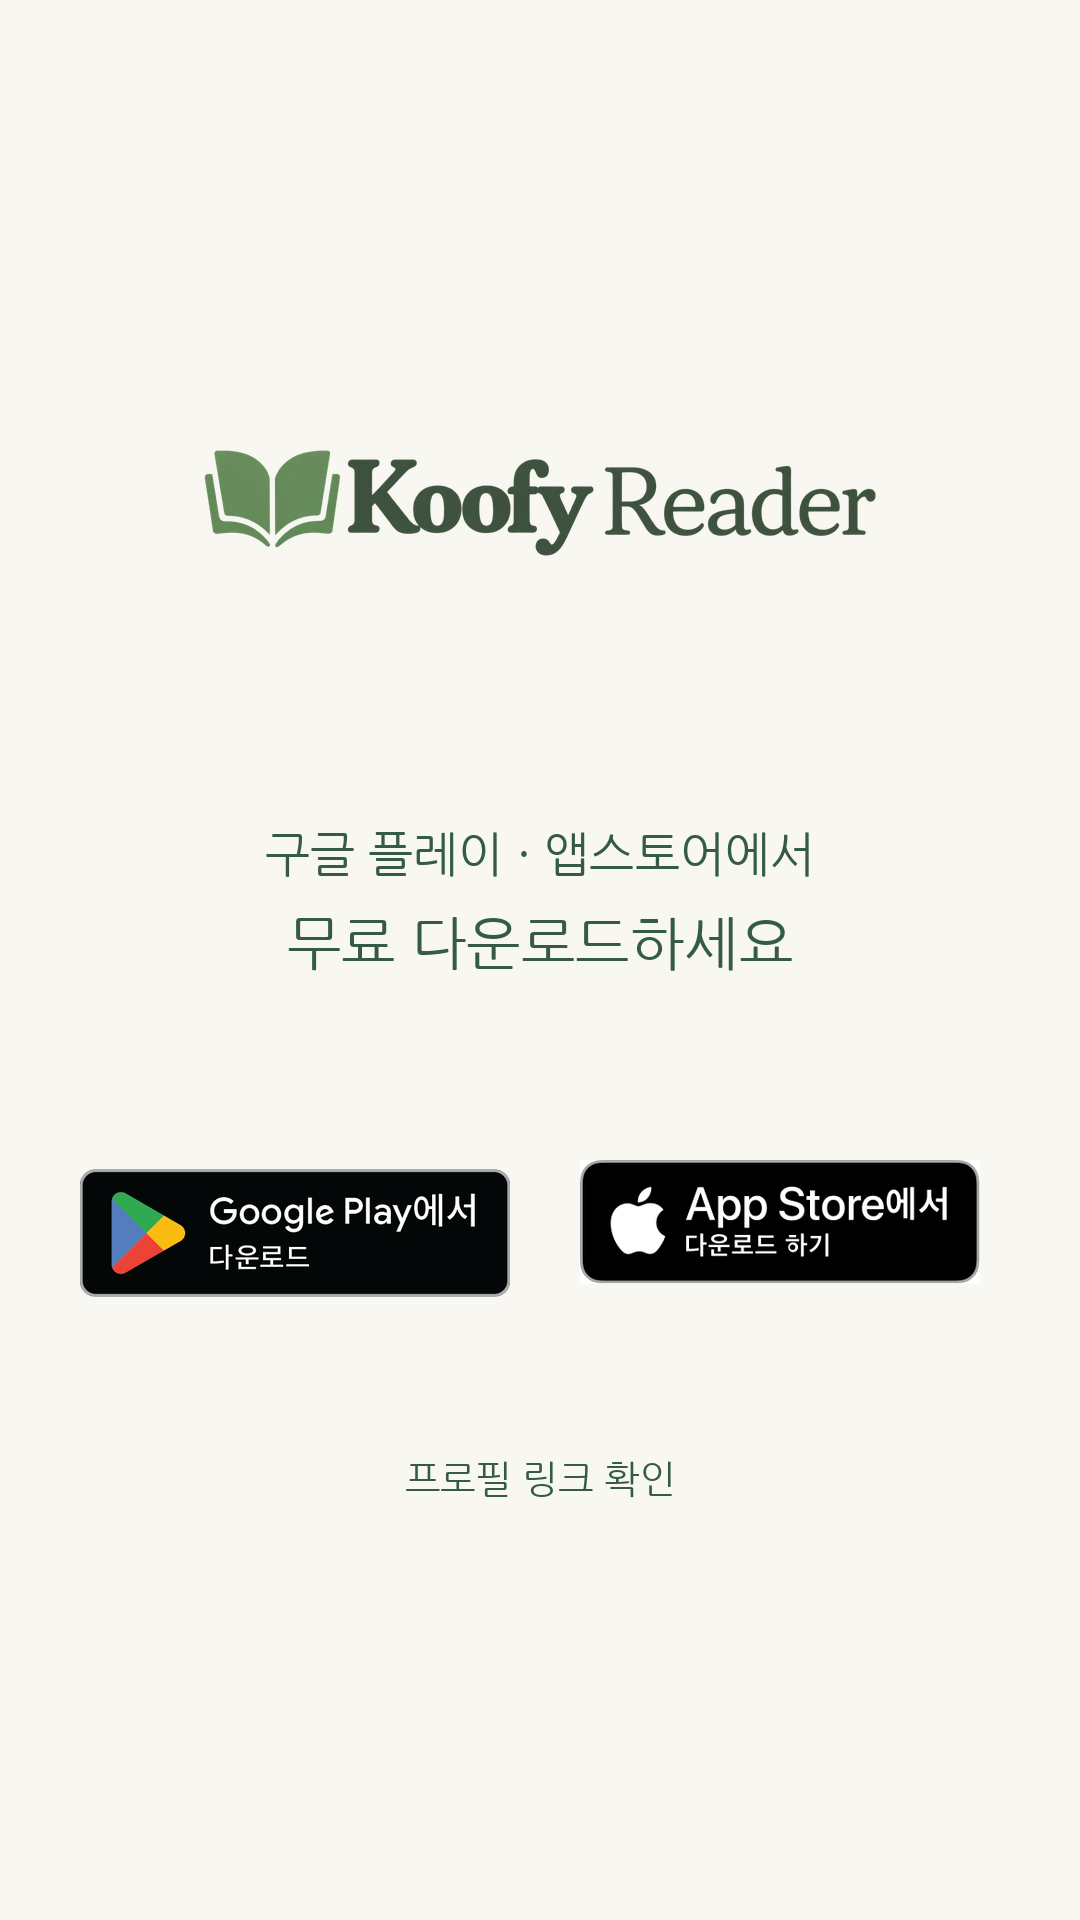 Koofy Reader
구글 플레이 · 앱스토어에서
무료 다운로드하세요
Google Play에서
다운로드
App Store에서
다운로드 하기
프로필 링크 확인